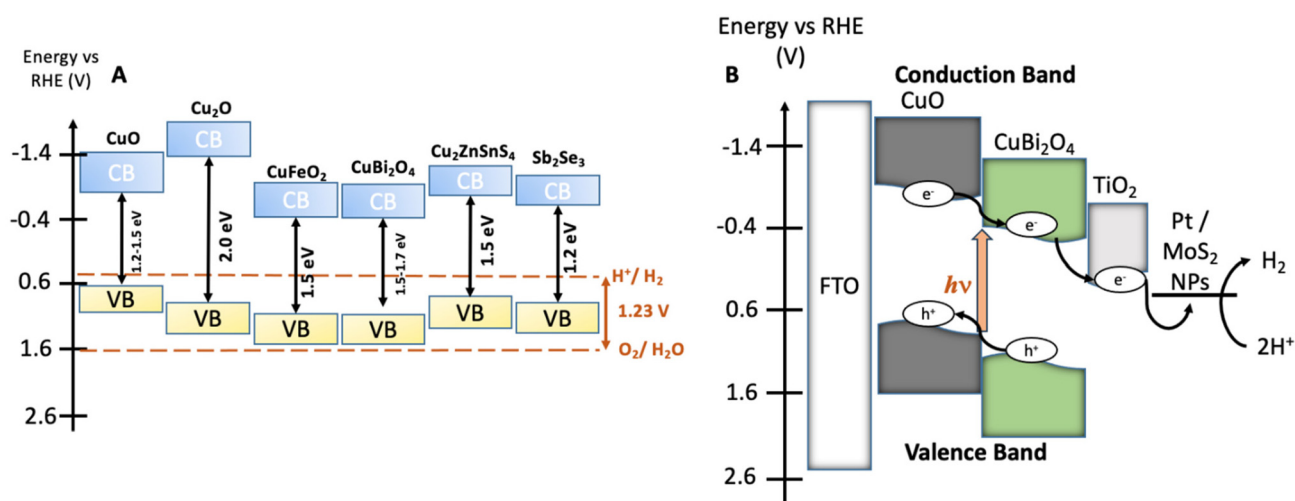 Energy vs
RHE (V)
A
-1.4
-0.4
0.6
1.6
2.6
CuO
CB
1.2-1.5 eV
VB
Cu₂O
CB
2.0 eV
VB
CuFeO₂
CB
1.5 eV
VB
CuBi₂O₄
CB
1.5-1.7 eV
VB
Cu₂ZnSnS₄
CB
1.5 eV
VB
Sb₂Se₃
CB
1.2 eV
VB
H⁺/ H₂
1.23 V
O₂/ H₂O
Energy vs RHE
(V)
B
Conduction Band
-1.4
-0.4
0.6
1.6
2.6
FTO
CuO
CuBi₂O₄
TiO₂
Pt /
MoS₂
NPs
e⁻
e⁻
e⁻
hν
h⁺
h⁺
H₂
2H⁺
Valence Band